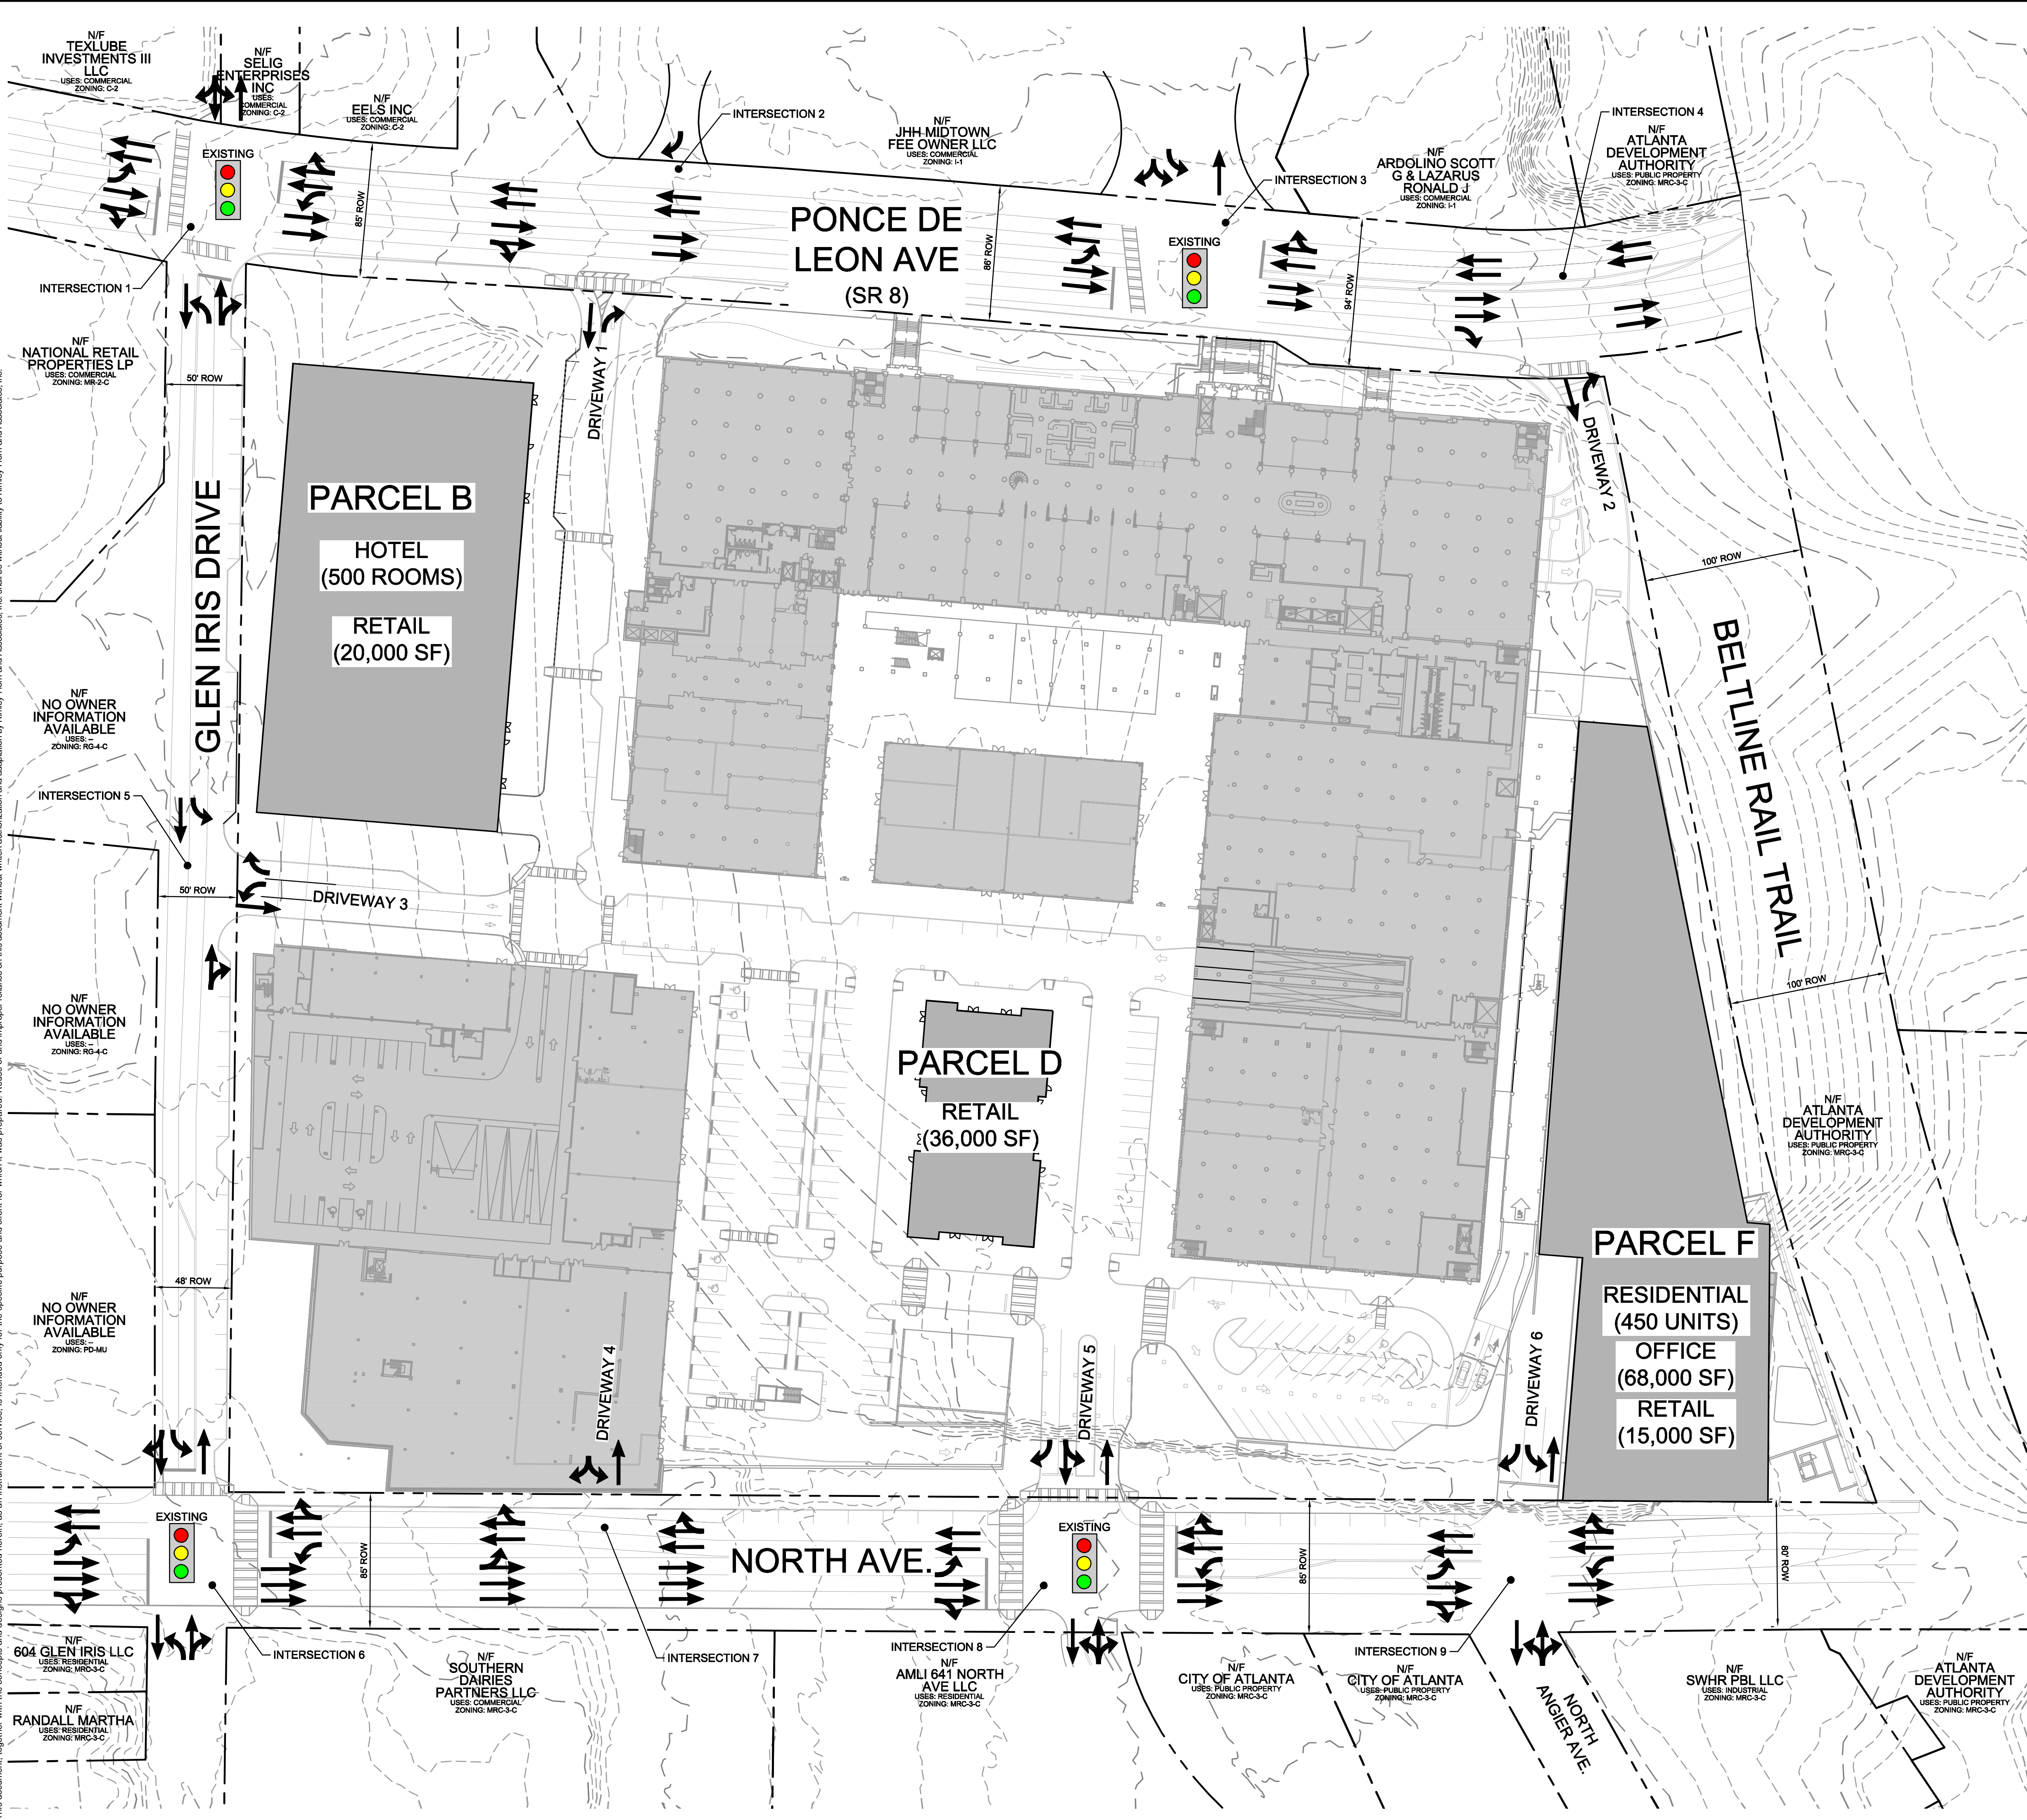 N/F
TEXLUBE
INVESTMENTS III
LLC
USES: COMMERCIAL
ZONING: C-2
N/F
SELIG
ENTERPRISES
INC
USES:
COMMERCIAL
ZONING: C-2
N/F
EELS INC
USES: COMMERCIAL
ZONING: C-2
INTERSECTION 2
N/F
JHH MIDTOWN
FEE OWNER LLC
USES: COMMERCIAL
ZONING: I-1
INTERSECTION 4
N/F
ATLANTA
DEVELOPMENT
AUTHORITY
USES: PUBLIC PROPERTY
ZONING: MRC-3-C
N/F
ARDOLINO SCOTT
G & LAZARUS
RONALD J
USES: COMMERCIAL
ZONING: I-1
INTERSECTION 3
EXISTING
85' ROW
PONCE DE
LEON AVE
(SR 8)
86' ROW
EXISTING
94' ROW
INTERSECTION 1
N/F
NATIONAL RETAIL
PROPERTIES LP
USES: COMMERCIAL
ZONING: MR-2-C
50' ROW
DRIVEWAY 1
DRIVEWAY 2
GLEN IRIS DRIVE
PARCEL B
HOTEL
(500 ROOMS)
RETAIL
(20,000 SF)
100' ROW
BELTLINE RAIL TRAIL
N/F
NO OWNER
INFORMATION
AVAILABLE
USES: --
ZONING: RG-4-C
INTERSECTION 5
50' ROW
DRIVEWAY 3
100' ROW
DN
N/F
NO OWNER
INFORMATION
AVAILABLE
USES: --
ZONING: RG-4-C
PARCEL D
RETAIL
(36,000 SF)
N/F
ATLANTA
DEVELOPMENT
AUTHORITY
USES: PUBLIC PROPERTY
ZONING: MRC-3-C
UP
48' ROW
N/F
NO OWNER
INFORMATION
AVAILABLE
USES: --
ZONING: PD-MU
PARCEL F
RESIDENTIAL
(450 UNITS)
OFFICE
(68,000 SF)
RETAIL
(15,000 SF)
DRIVEWAY 4
DRIVEWAY 5
DRIVEWAY 6
EXISTING
85' ROW
NORTH AVE.
EXISTING
85' ROW
80' ROW
N/F
604 GLEN IRIS LLC
USES: RESIDENTIAL
ZONING: MRC-3-C
INTERSECTION 6
N/F
SOUTHERN
DAIRIES
PARTNERS LLC
USES: COMMERCIAL
ZONING: MRC-3-C
INTERSECTION 7
INTERSECTION 8
N/F
AMLI 641 NORTH
AVE LLC
USES: RESIDENTIAL
ZONING: MRC-3-C
N/F
CITY OF ATLANTA
USES: PUBLIC PROPERTY
ZONING: MRC-3-C
INTERSECTION 9
N/F
CITY OF ATLANTA
USES: PUBLIC PROPERTY
ZONING: MRC-3-C
NORTH
ANGIER AVE.
N/F
SWHR PBL LLC
USES: INDUSTRIAL
ZONING: MRC-3-C
N/F
ATLANTA
DEVELOPMENT
AUTHORITY
USES: PUBLIC PROPERTY
ZONING: MRC-3-C
N/F
RANDALL MARTHA
USES: RESIDENTIAL
ZONING: MRC-3-C